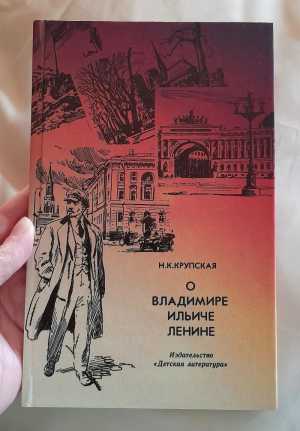 Н.К.КРУПСКАЯ
О
ВЛАДИМИРЕ
ИЛЬИЧЕ
ЛЕНИНЕ
Издательство
«Детская литература»